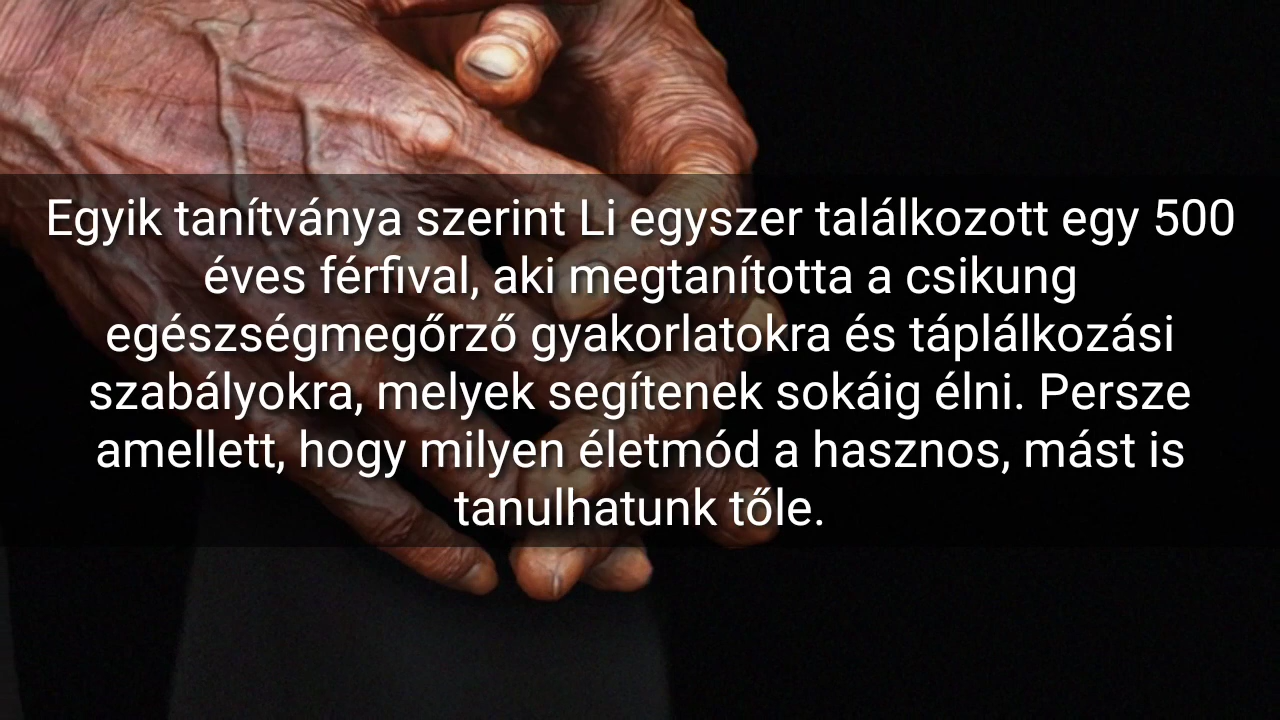 Egyik tanítványa szerint Li egyszer találkozott egy 500
éves férfival, aki megtanította a csikung
egészségmegőrző gyakorlatokra és táplálkozási
szabályokra, melyek segítenek sokáig élni. Persze
amellett, hogy milyen életmód a hasznos, mást is
tanulhatunk tőle.